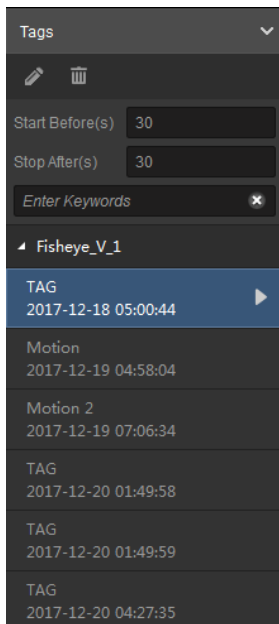 Tags
Start Before(s) 30
Stop After(s) 30
Enter Keywords
Fisheye_V_1
TAG
2017-12-18 05:00:44
Motion
2017-12-19 04:58:04
Motion 2
2017-12-19 07:06:34
TAG
2017-12-20 01:49:58
TAG
2017-12-20 01:49:59
TAG
2017-12-20 04:27:35